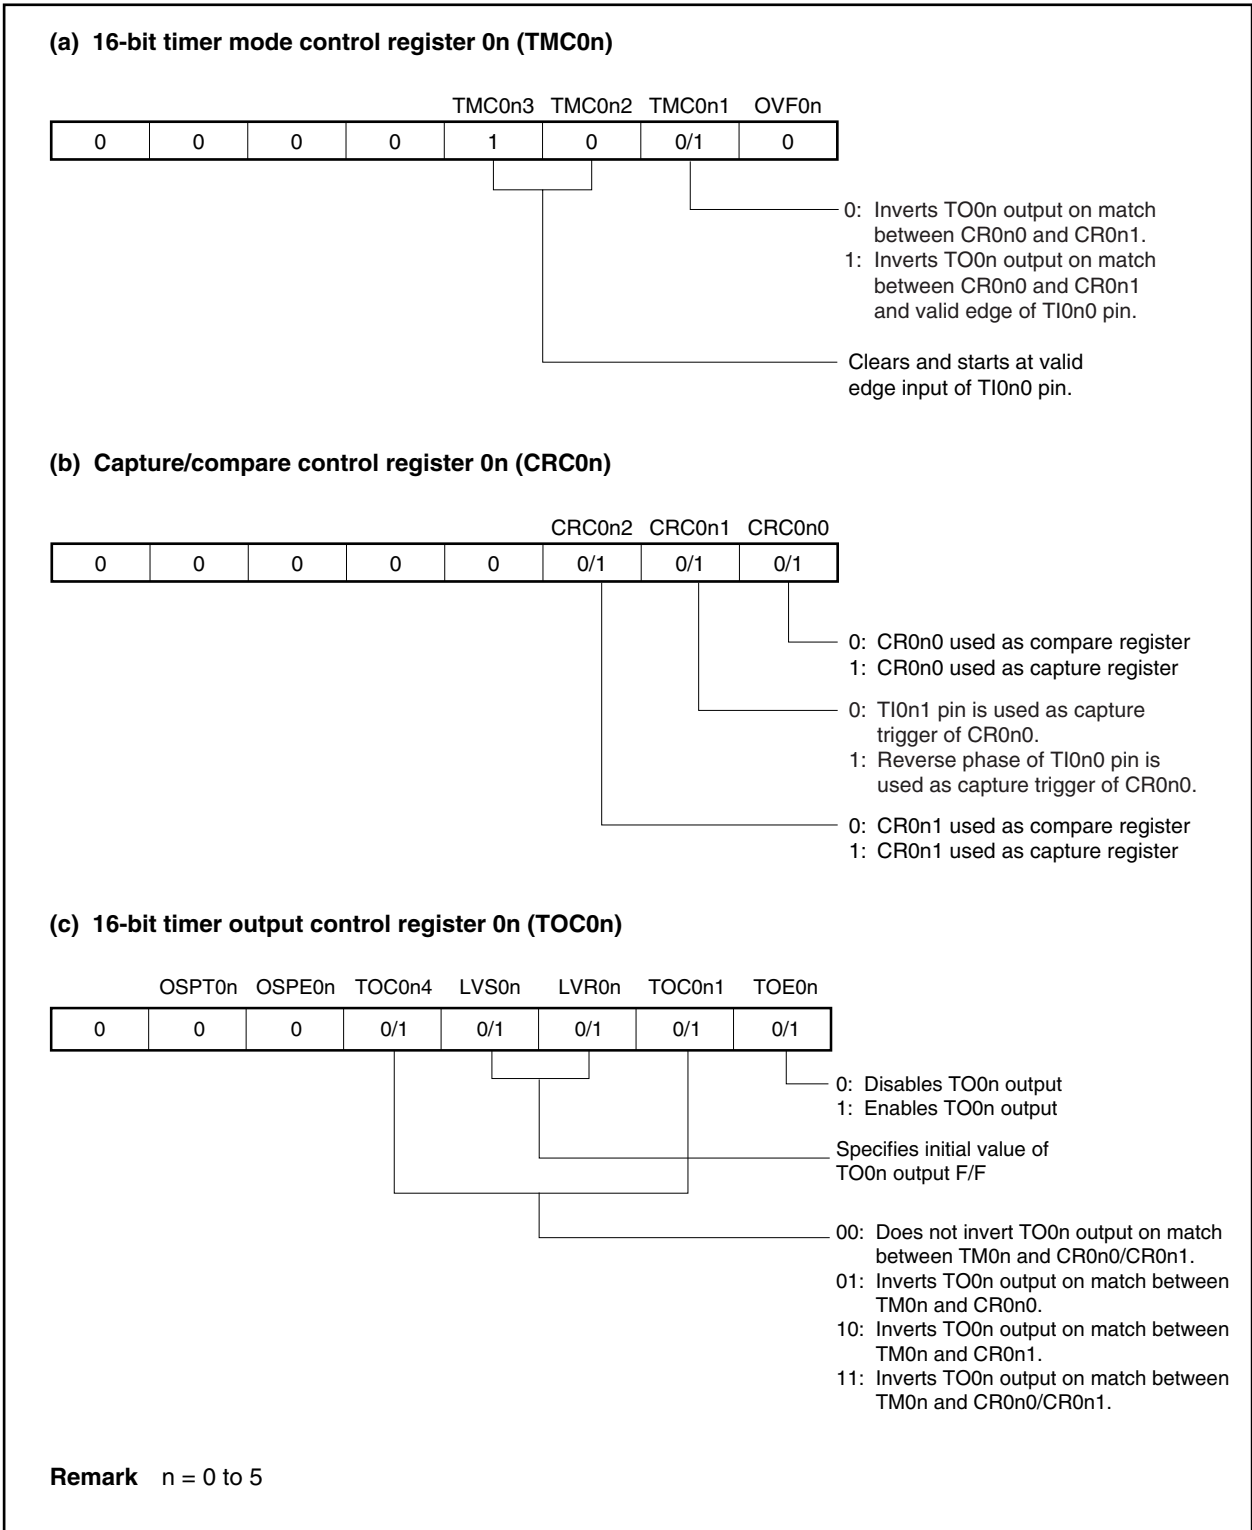 (a) 16-bit timer mode control register 0n (TMC0n)
TMC0n3 TMC0n2 TMC0n1 OVF0n
0 0 0 0 1 0 0/1 0
0: Inverts TO0n output on match
between CR0n0 and CR0n1.
1: Inverts TO0n output on match
between CR0n0 and CR0n1
and valid edge of TI0n0 pin.
Clears and starts at valid
edge input of TI0n0 pin.
(b) Capture/compare control register 0n (CRC0n)
CRC0n2 CRC0n1 CRC0n0
0 0 0 0 0 0/1 0/1 0/1
0: CR0n0 used as compare register
1: CR0n0 used as capture register
0: TI0n1 pin is used as capture
trigger of CR0n0.
1: Reverse phase of TI0n0 pin is
used as capture trigger of CR0n0.
0: CR0n1 used as compare register
1: CR0n1 used as capture register
(c) 16-bit timer output control register 0n (TOC0n)
OSPT0n OSPE0n TOC0n4 LVS0n LVR0n TOC0n1 TOE0n
0 0 0 0/1 0/1 0/1 0/1 0/1
0: Disables TO0n output
1: Enables TO0n output
Specifies initial value of
TO0n output F/F
00: Does not invert TO0n output on match
between TM0n and CR0n0/CR0n1.
01: Inverts TO0n output on match between
TM0n and CR0n0.
10: Inverts TO0n output on match between
TM0n and CR0n1.
11: Inverts TO0n output on match between
TM0n and CR0n0/CR0n1.
Remark n = 0 to 5